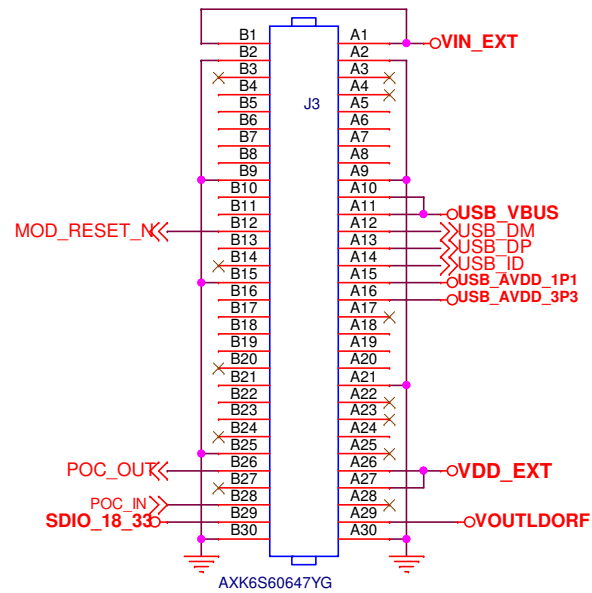 B1 A1 VIN_EXT
B2 A2
B3 A3
B4 A4
B5 J3 A5
B6 A6
B7 A7
B8 A8
B9 A9
B10 A10
B11 A11 USB_VBUS
MOD_RESET_N B12 A12 USB_DM
B13 A13 USB_DP
B14 A14 USB_ID
B15 A15 USB_AVDD_1P1
B16 A16 USB_AVDD_3P3
B17 A17
B18 A18
B19 A19
B20 A20
B21 A21
B22 A22
B23 A23
B24 A24
B25 A25
POC_OUT B26 A26 VDD_EXT
B27 A27
POC_IN B28 A28
SDIO_18_33 B29 A29 VOUTLDORF
B30 A30
AXK6S60647YG